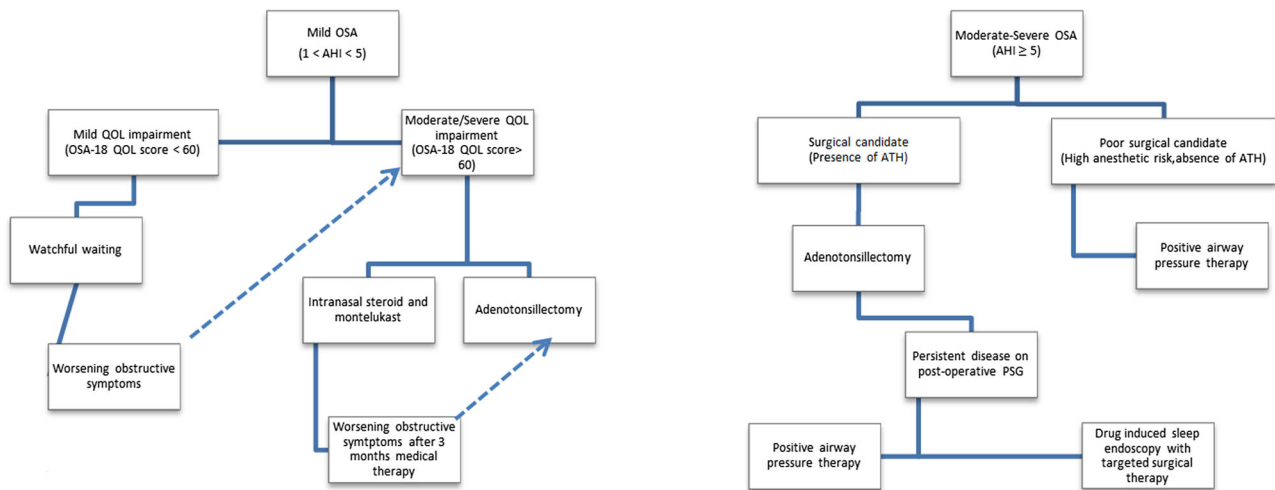 Mild OSA
(1 < AHI < 5)
Mild QOL impairment
(OSA-18 QOL score < 60)
Moderate/Severe QOL
impairment
(OSA-18 QOL score>
60)
Watchful waiting
Intranasal steroid and
montelukast
Adenotonsillectomy
Worsening obstructive
symptoms
Worsening obstructive
symtptoms after 3
months medical
therapy
Moderate-Severe OSA
(AHI ≥ 5)
Surgical candidate
(Presence of ATH)
Poor surgical candidate
(High anesthetic risk,absence of ATH)
Adenotonsillectomy
Positive airway
pressure therapy
Persistent disease on
post-operative PSG
Positive airway
pressure therapy
Drug induced sleep
endoscopy with
targeted surgical
therapy